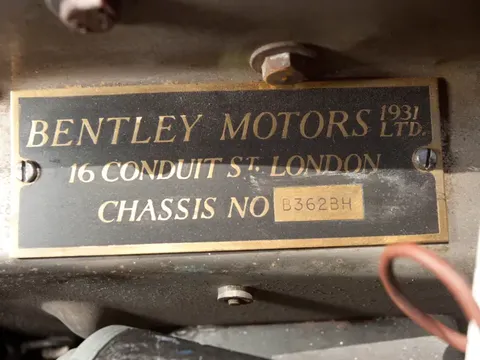 BENTLEY MOTORS 1931 LTD.
16 CONDUIT ST. LONDON
CHASSIS NO B362BH